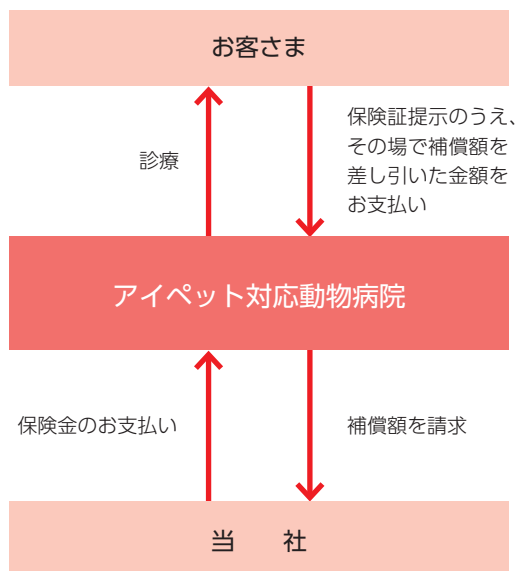 お客さま
診療
保険証提示のうえ、
その場で補償額を
差し引いた金額を
お支払い
アイペット対応動物病院
保険金のお支払い
補償額を請求
当　社